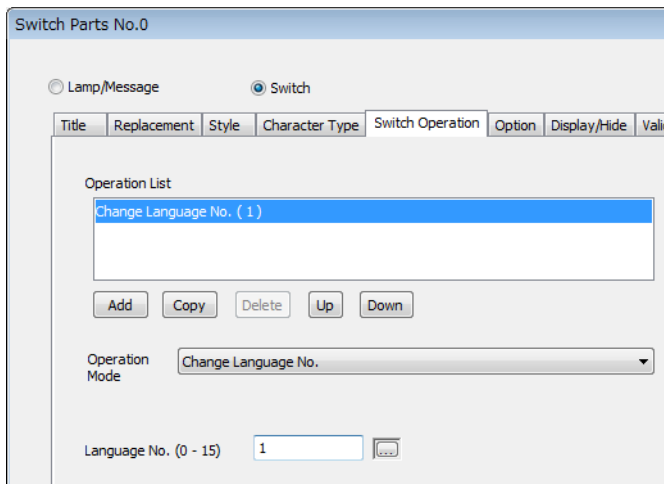 Switch Parts No.0
Lamp/Message Switch
Title Replacement Style Character Type Switch Operation Option Display/Hide
Operation List
Change Language No. ( 1 )
Add Copy Delete Up Down
Operation Mode Change Language No.
Language No. (0 - 15) 1 ...